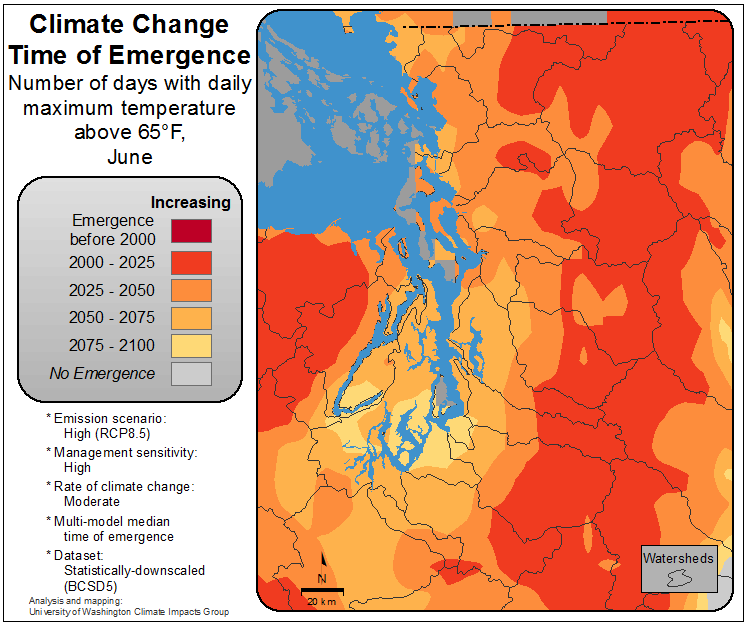 Climate Change
Time of Emergence
Number of days with daily
maximum temperature
above 65°F,
June
Increasing
Emergence
before 2000
2000 - 2025
2025 - 2050
2050 - 2075
2075 - 2100
No Emergence
* Emission scenario:
High (RCP8.5)
* Management sensitivity:
High
* Rate of climate change:
Moderate
* Multi-model median
time of emergence
* Dataset:
Statistically-downscaled
(BCSD5)
Analysis and mapping:
University of Washington Climate Impacts Group
N
20 km
Watersheds